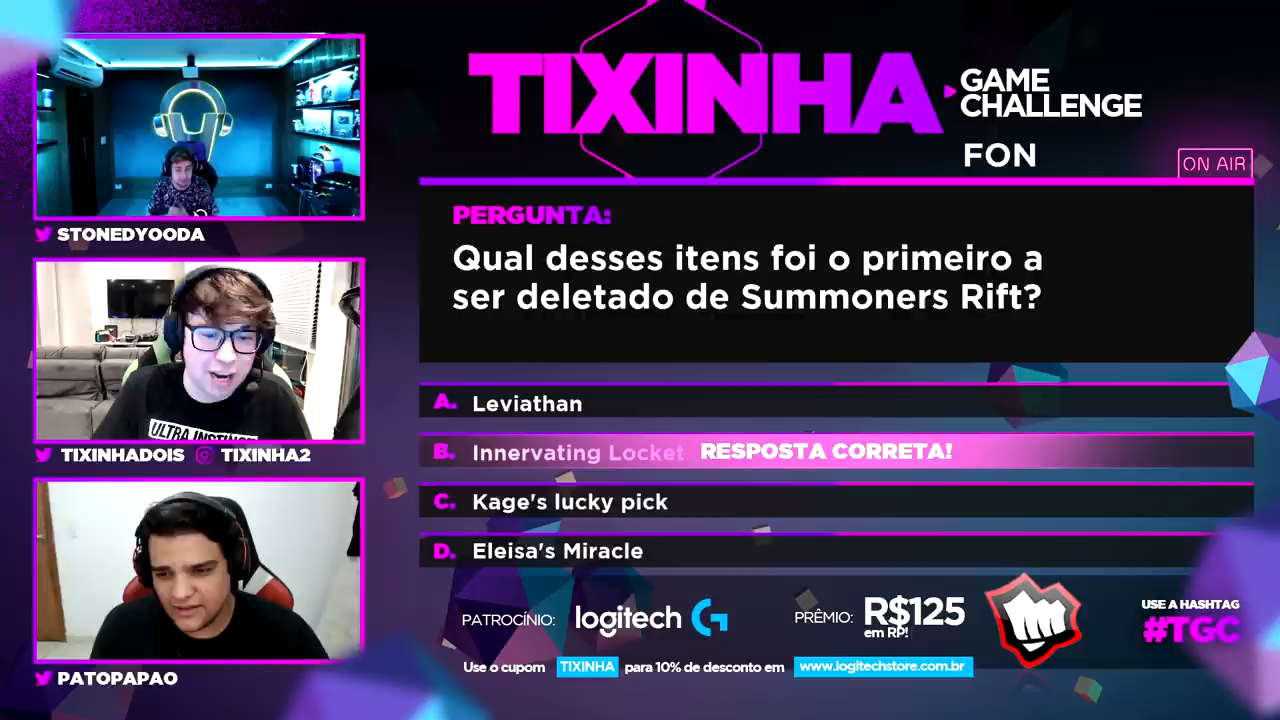 TIXINHA
GAME
CHALLENGE
FON
ON AIR
STONEDYOODA
PERGUNTA:
Qual desses itens foi o primeiro a
ser deletado de Summoners Rift?
ULTRA INSTINCT
TIXINHADOIS TIXINHA2
A. Leviathan
B. Innervating Locket RESPOSTA CORRETA!
C. Kage's lucky pick
D. Eleisa's Miracle
PATOPAPAO
PATROCÍNIO: logitech G
PRÊMIO: R$125
em RP!
USE A HASHTAG
#TGC
Use o cupom TIXINHA para 10% de desconto em www.logitechstore.com.br